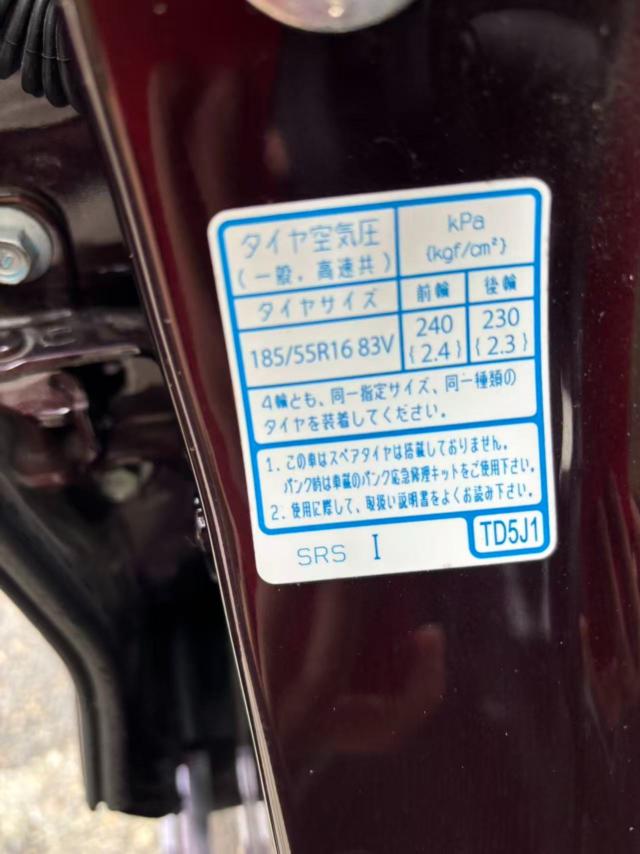 タイヤ空気圧
(一般，高速共)
kPa
{kgf/cm²}
タイヤサイズ 前輪 後輪
185/55R16 83V 240 {2.4} 230 {2.3}
4輪とも、同一指定サイズ、同一種類の
タイヤを装着してください。
1. この車はスペアタイヤは搭載しておりません。
パンク時は車載のパンク応急修理キットをご使用下さい。
2. 使用に際して、取扱い説明書をよくお読み下さい。
SRS I TD5J1